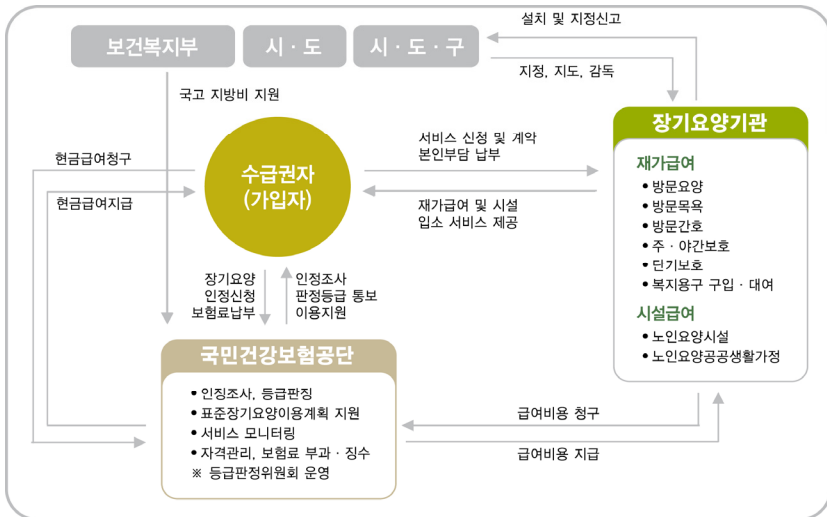 설치 및 지정신고
보건복지부
시 · 도
시 · 도 · 구
지정, 지도, 감독
국고 지방비 지원
장기요양기관
재가급여
• 방문요양
• 방문목욕
• 방문간호
• 주 · 야간보호
• 딘기보호
• 복지용구 구입 · 대여
시설급여
• 노인요양시설
• 노인요양공공생활가정
서비스 신청 및 계약
본인부담 납부
현금급여청구
수급권자
(가입자)
현금급여지급
재가급여 및 시설
입소 서비스 제공
장기요양
인정신청
보험료납부
인정조사
판정등급 통보
이용지원
국민건강보험공단
• 인징조사, 등급판징
• 표준장기요양이용계획 지원
• 서비스 모니터링
• 자격관리, 보험료 부과 · 징수
※ 등급판정위원회 운영
급여비용 청구
급여비용 지급